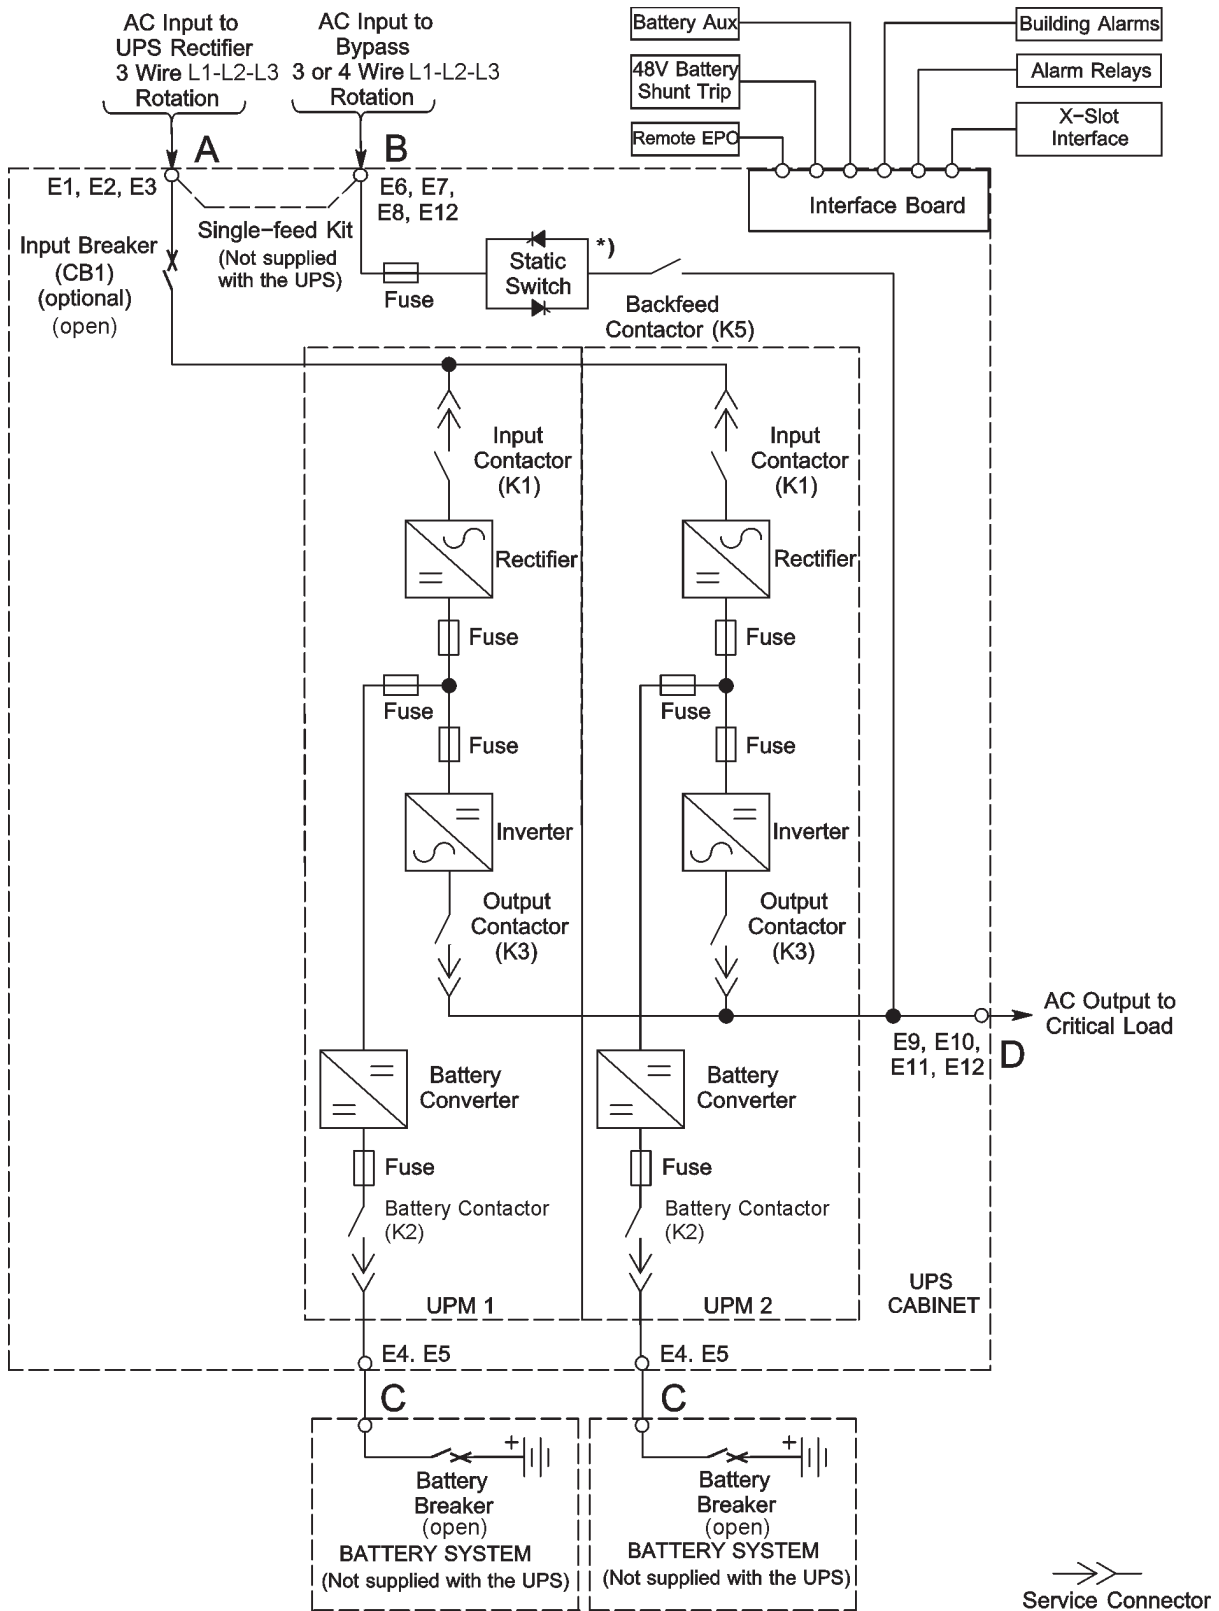 AC Input to
UPS Rectifier
3 Wire L1-L2-L3
Rotation
AC Input to
Bypass
3 or 4 Wire L1-L2-L3
Rotation
Battery Aux
48V Battery
Shunt Trip
Remote EPO
Building Alarms
Alarm Relays
X-Slot
Interface
A
B
E1, E2, E3
E6, E7,
E8, E12
Interface Board
Single-feed Kit
(Not supplied
with the UPS)
Input Breaker
(CB1)
(optional)
(open)
Fuse
Static
Switch
*)
Backfeed
Contactor (K5)
Input
Contactor
(K1)
Input
Contactor
(K1)
Rectifier
Rectifier
Fuse
Fuse
Fuse
Fuse
Fuse
Fuse
Inverter
Inverter
Output
Contactor
(K3)
Output
Contactor
(K3)
AC Output to
Critical Load
E9, E10,
E11, E12
D
Battery
Converter
Battery
Converter
Fuse
Fuse
Battery Contactor
(K2)
Battery Contactor
(K2)
UPM 1
UPM 2
UPS
CABINET
E4. E5
E4. E5
C
C
+
Battery
Breaker
(open)
BATTERY SYSTEM
(Not supplied with the UPS)
+
Battery
Breaker
(open)
BATTERY SYSTEM
(Not supplied with the UPS)
Service Connector